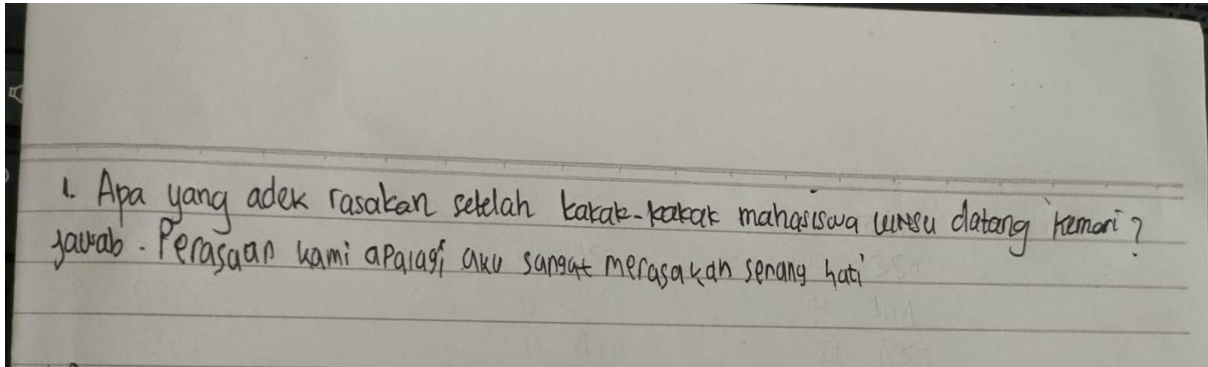 1. Apa yang adek rasakan setelah kakak-kakak mahasiswa datang kemari?
jawab. Perasaan kami apalagi aku sangat merasakan senang hati